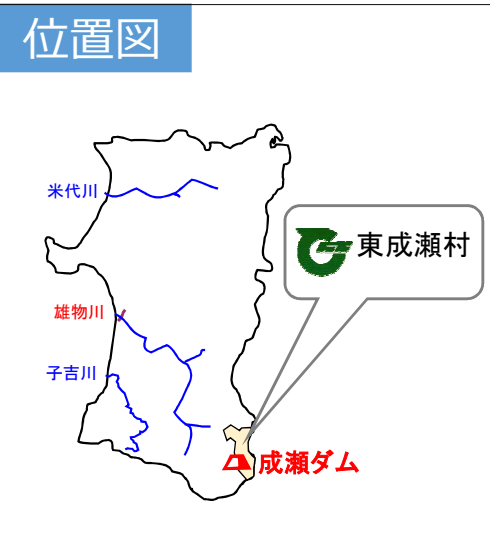 位置図
米代川
東成瀬村
雄物川
子吉川
成瀬ダム